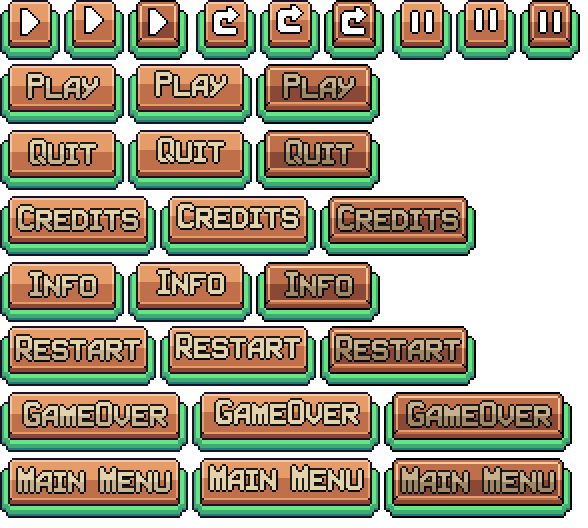 Play Play Play
Quit Quit Quit
Credits Credits Credits
Info Info Info
Restart Restart Restart
GameOver GameOver GameOver
Main Menu Main Menu Main Menu